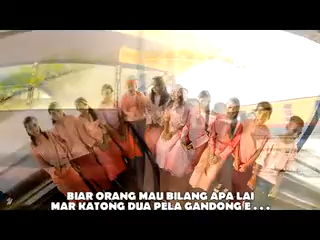 BIAR ORANG MAU BILANG APA LAI
MAR KATONG DUA PELA GANDONG E . . .